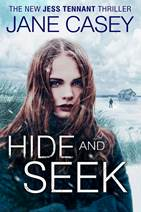 THE NEW JESS TENNANT THRILLER
JANE CASEY
HIDE AND
SEEK